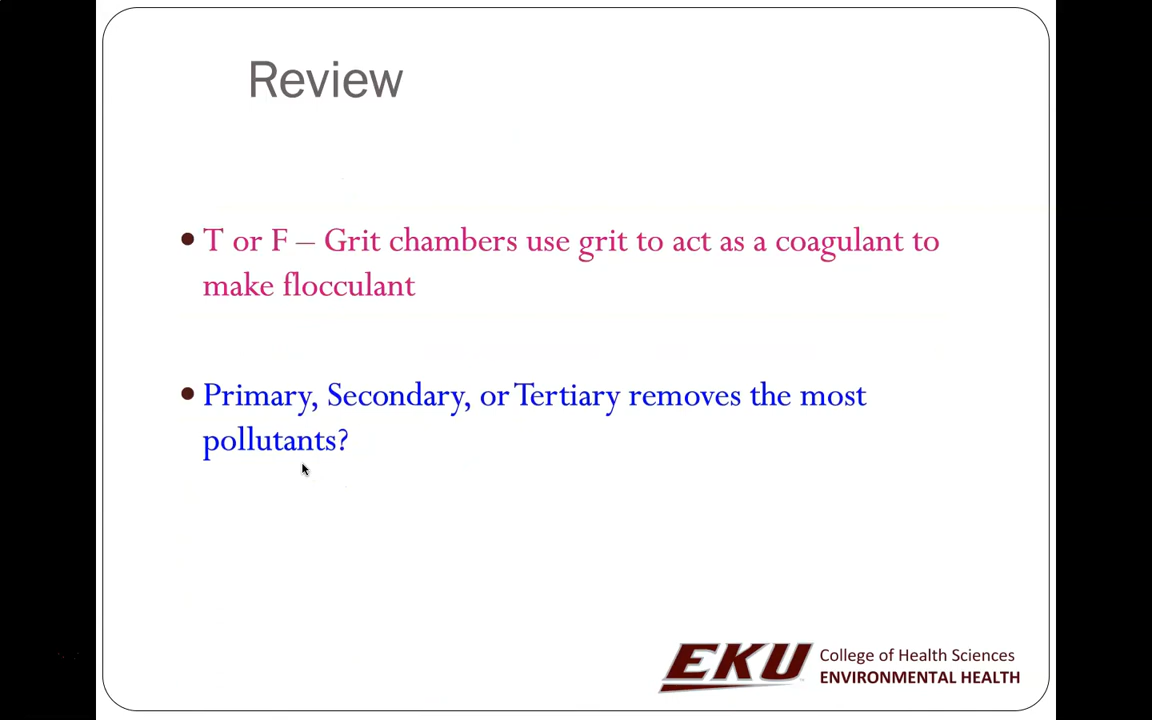 Review
• T or F – Grit chambers use grit to act as a coagulant to
make flocculant
• Primary, Secondary, or Tertiary removes the most
pollutants?
EKU College of Health Sciences
ENVIRONMENTAL HEALTH